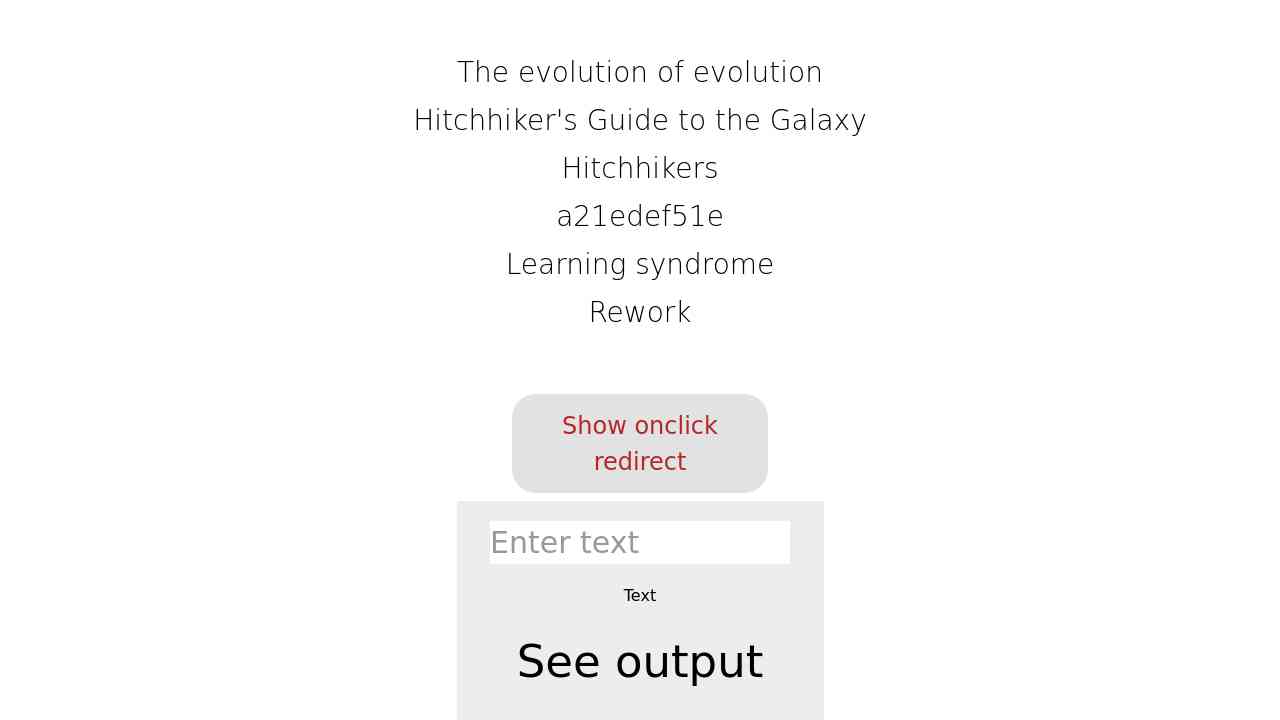 The evolution of evolution
Hitchhiker's Guide to the Galaxy
Hitchhikers
a21edef51e
Learning syndrome
Rework
Show onclick
redirect
Enter text
Text
See output